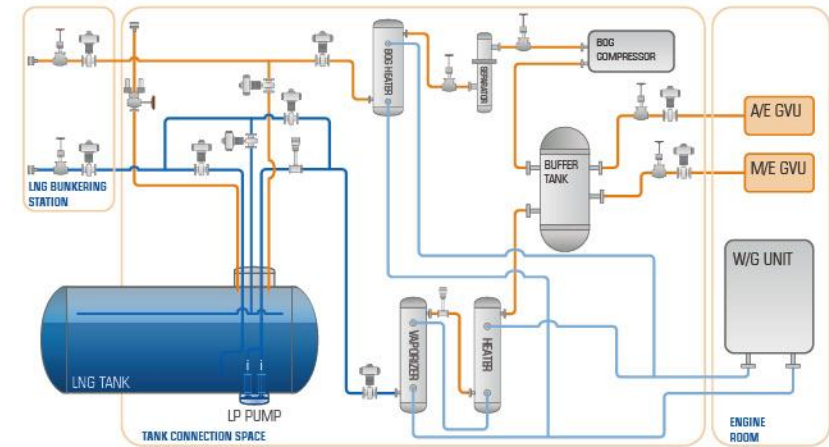 BOG HEATER
SEPARATOR
BOG
COMPRESSOR
A/E GVU
M/E GVU
BUFFER
TANK
LNG BUNKERING
STATION
W/G UNIT
VAPORIZER
HEATER
LNG TANK
LP PUMP
TANK CONNECTION SPACE
ENGINE
ROOM